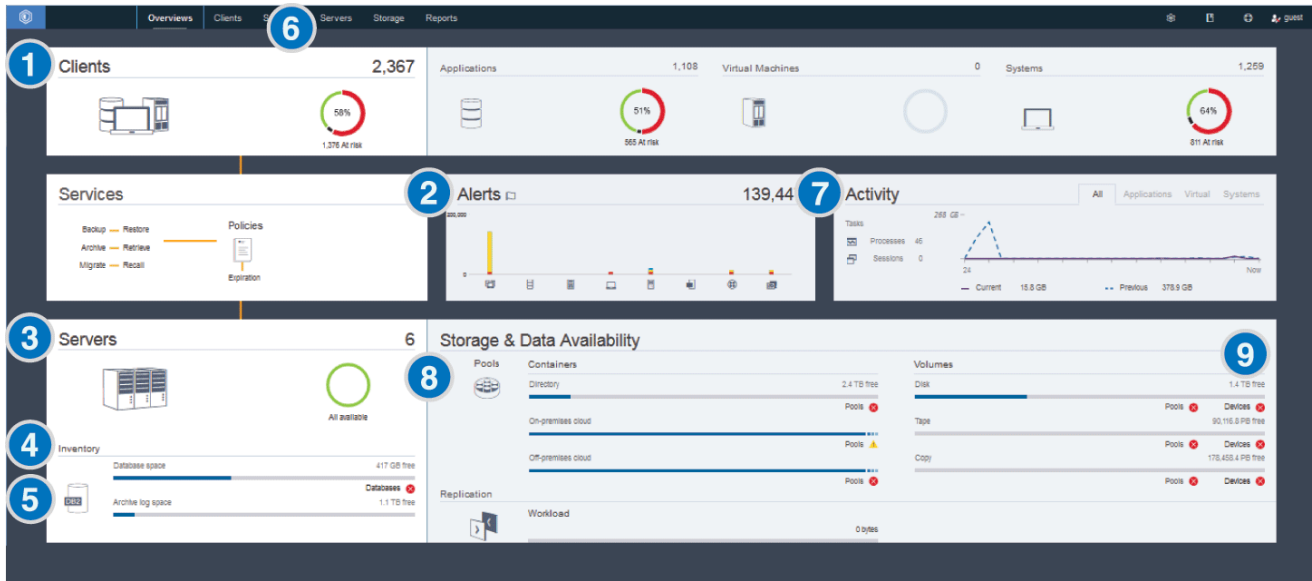 Overviews Clients S Servers Storage Reports guest
6
1 Clients 2,367
58%
1,376 At risk
Applications 1,108
51%
565 At risk
Virtual Machines 0
Systems 1,259
64%
811 At risk
Services
Backup Restore
Archive Retrieve
Migrate Recall
Policies
Expiration
2 Alerts 139,44
200,000
0
7 Activity
All Applications Virtual Systems
Tasks
Processes 46
Sessions 0
268 GB
24 Now
Current 15.8 GB Previous 378.9 GB
3 Servers 6
All available
4 Inventory
Database space 417 GB free
Databases
5 DB2 Archive log space 1.1 TB free
Storage & Data Availability
8 Pools
Containers
Directory 2.4 TB free
Pools
On-premises cloud
Pools
Off-premises cloud
Pools
9
Volumes
Disk 1.4 TB free
Pools Devices
Tape 90,116.8 PB free
Pools Devices
Copy 178,458.4 PB free
Pools Devices
Replication
Workload
0 bytes